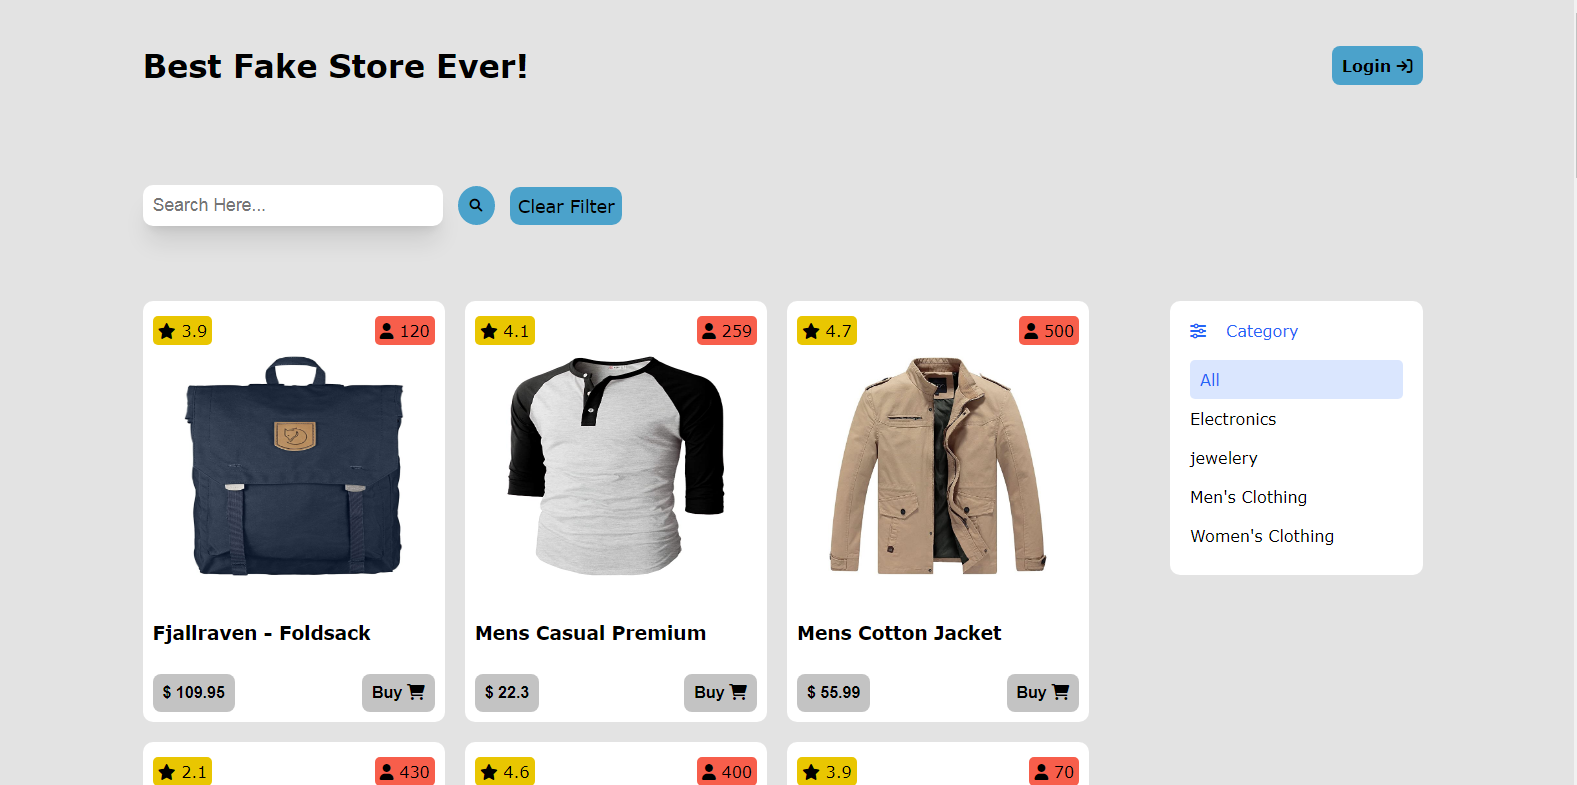 Best Fake Store Ever!
Login
Search Here...
Clear Filter
3.9 120
4.1 259
4.7 500
Fjallraven - Foldsack
Mens Casual Premium
Mens Cotton Jacket
$ 109.95 Buy
$ 22.3 Buy
$ 55.99 Buy
2.1 430
4.6 400
3.9 70
Category
All
Electronics
jewelery
Men's Clothing
Women's Clothing